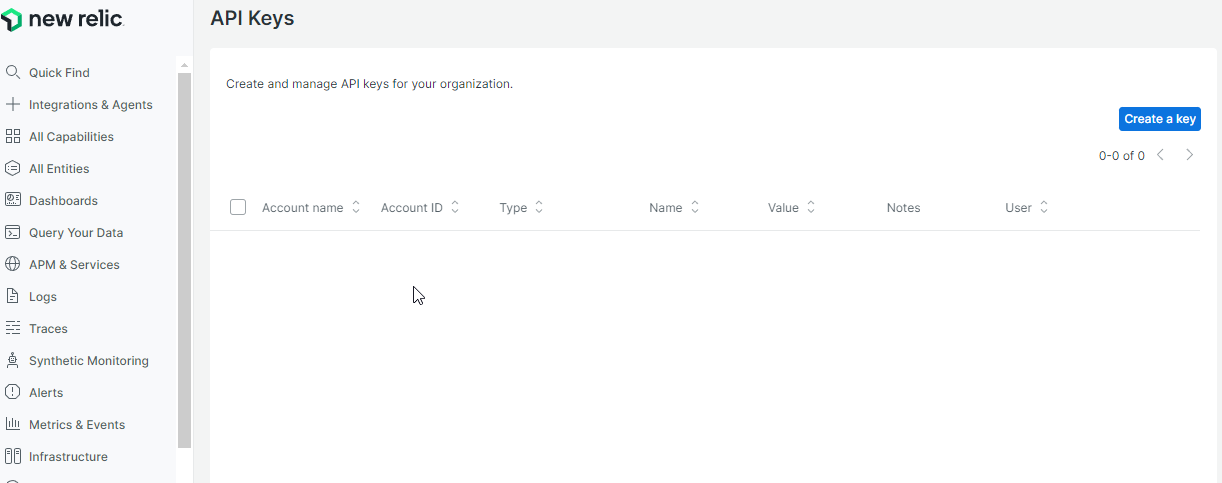 new relic
API Keys
Create and manage API keys for your organization.
Quick Find
Integrations & Agents
All Capabilities
All Entities
Dashboards
Query Your Data
APM & Services
Logs
Traces
Synthetic Monitoring
Alerts
Metrics & Events
Infrastructure
Create a key
0-0 of 0
Account name Account ID Type Name Value Notes User